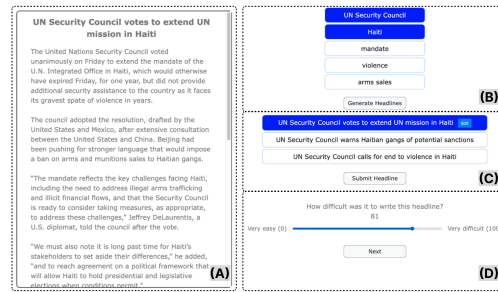 UN Security Council votes to extend UN
mission in Haiti
The United Nations Security Council voted
unanimously on Friday to extend the mandate of the
U.N. Integrated Office in Haiti, which would otherwise
have expired Friday, for one year, but did not provide
additional security assistance to the country as it faces
its gravest spate of violence in years.
The council adopted the resolution, drafted by the
United States and Mexico, after extensive consultation
between the United States and China. Beijing had
been pushing for stronger language that would impose
a ban on arms and munitions sales to Haitian gangs.
“The mandate reflects the key challenges facing Haiti,
including the need to address illegal arms trafficking
and illicit financial flows, and that the Security Council
is ready to consider taking measures, as appropriate,
to address these challenges,” Jeffrey DeLaurentis, a
U.S. diplomat, told the council after the vote.
“We must also note it is long past time for Haiti’s
stakeholders to set aside their differences,” he added,
“and to reach agreement on a political framework that
will allow Haiti to hold presidential and legislative
elections when conditions permit.”
(A)
UN Security Council
Haiti
mandate
violence
arms sales
Generate Headlines
(B)
UN Security Council votes to extend UN mission in Haiti
UN Security Council warns Haitian gangs of potential sanctions
UN Security Council calls for end to violence in Haiti
Submit Headline
(C)
How difficult was it to write this headline?
81
Very easy (0)
Very difficult (100
Next
(D)